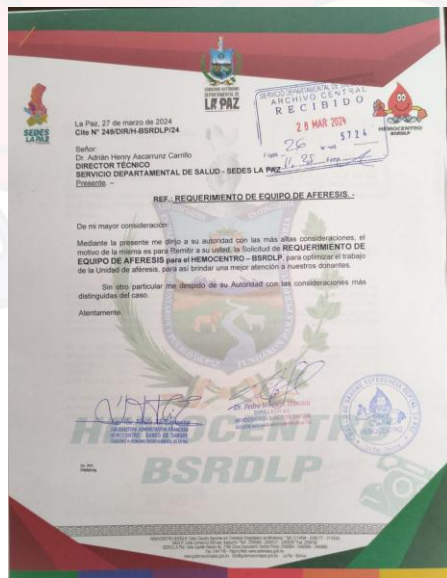 GOBIERNO AUTÓNOMO
DEPARTAMENTAL DE
LA PAZ
SEDES
LA PAZ
HEMOCENTRO
BSRDLP
ARCHIVO CENTRAL
RECIBIDO
28 MAR 2024
5724
La Paz, 27 de marzo de 2024
Cite N° 249/DIR/H-BSRDLP/24
Señor:
Dr. Adrián Henry Ascarrunz Carrillo
DIRECTOR TÉCNICO
SERVICIO DEPARTAMENTAL DE SALUD - SEDES LA PAZ
Presente. –
REF.- REQUERIMIENTO DE EQUIPO DE AFERESIS. -
De mi mayor consideración:
Mediante la presente me dirijo a su autoridad con las más altas consideraciones, el
motivo de la misma es para Remitir a usted, la Solicitud de REQUERIMIENTO DE
EQUIPO DE AFERESIS para el HEMOCENTRO – BSRDLP, para optimizar el trabajo
de la Unidad de aféresis, para así brindar una mejor atención a nuestros donantes.
Sin otro particular me despido de su Autoridad con las consideraciones más
distinguidas del caso.
Atentamente.
HEMOCENTRO
BSRDLP